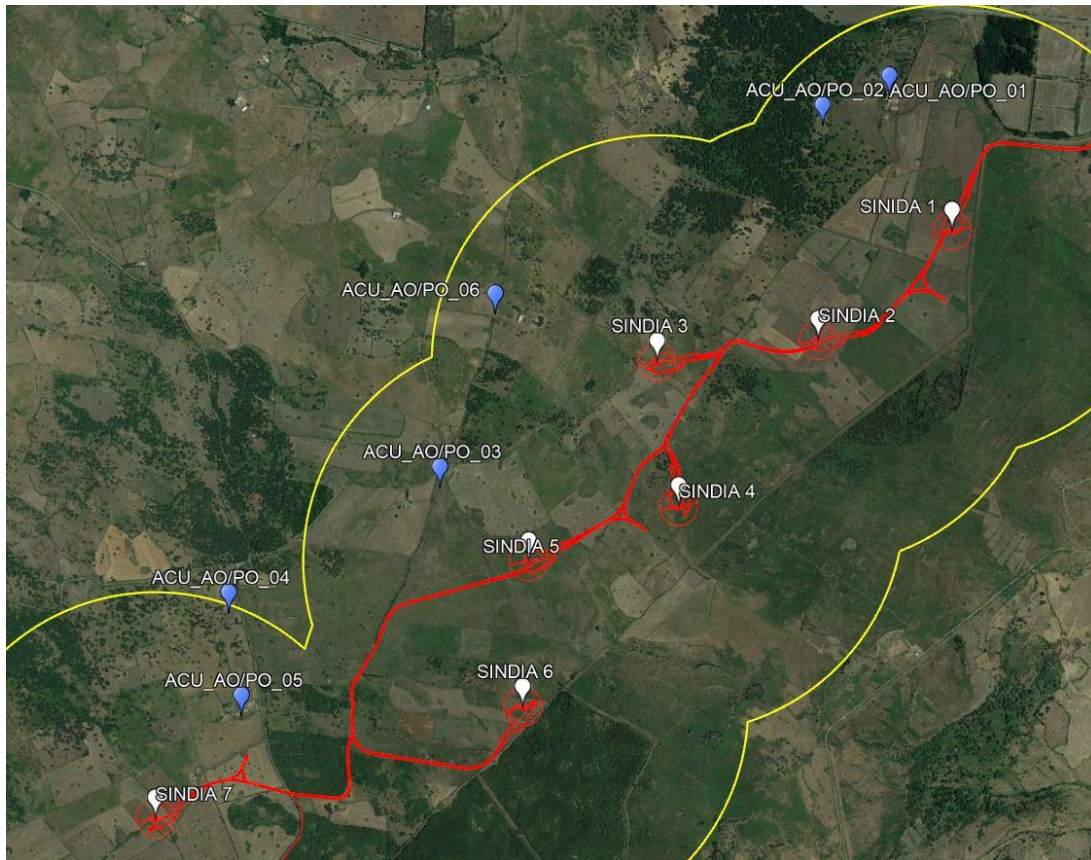 ACU_AO/PO_02
ACU_AO/PO_01
SINIDA 1
ACU_AO/PO_06
SINDIA 2
SINDIA 3
ACU_AO/PO_03
SINDIA 4
SINDIA 5
ACU_AO/PO_04
SINDIA 6
ACU_AO/PO_05
SINDIA 7